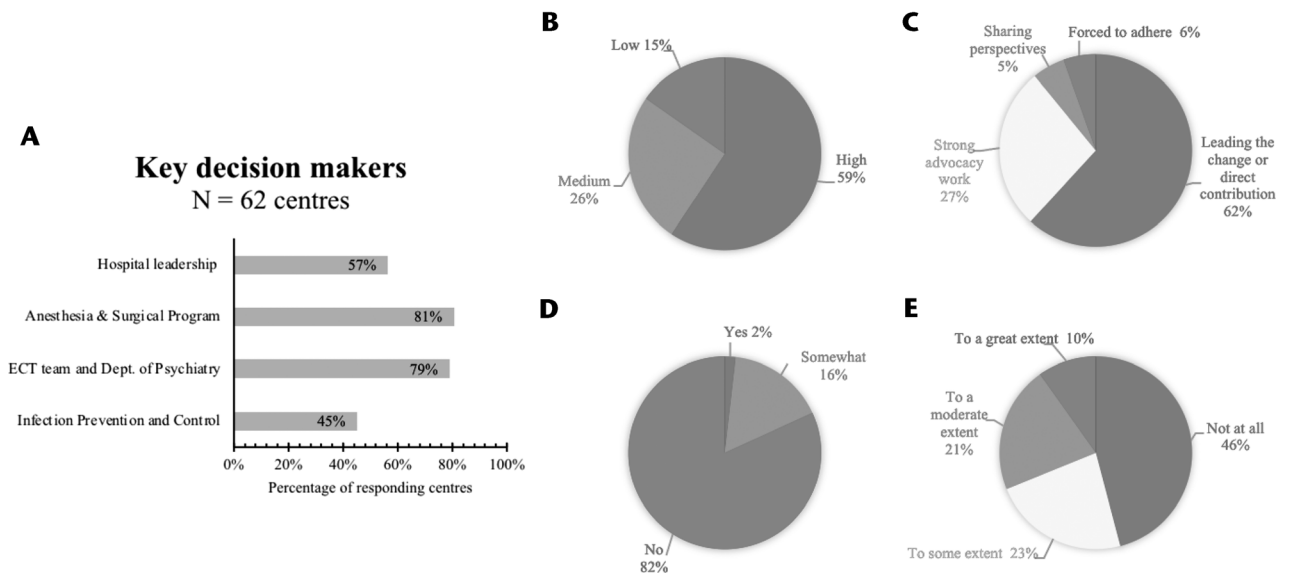 A
Key decision makers
N = 62 centres
Hospital leadership
57%
Anesthesia & Surgical Program
81%
ECT team and Dept. of Psychiatry
79%
Infection Prevention and Control
45%
0% 20% 40% 60% 80% 100%
Percentage of responding centres
B
Low 15%
High
59%
Medium
26%
C
Sharing
perspectives
5%
Forced to adhere 6%
Strong
advocacy
work
27%
Leading the
change or
direct
contribution
62%
D
Yes 2%
Somewhat
16%
No
82%
E
To a great extent 10%
To a
moderate
extent
21%
Not at all
46%
To some extent 23%